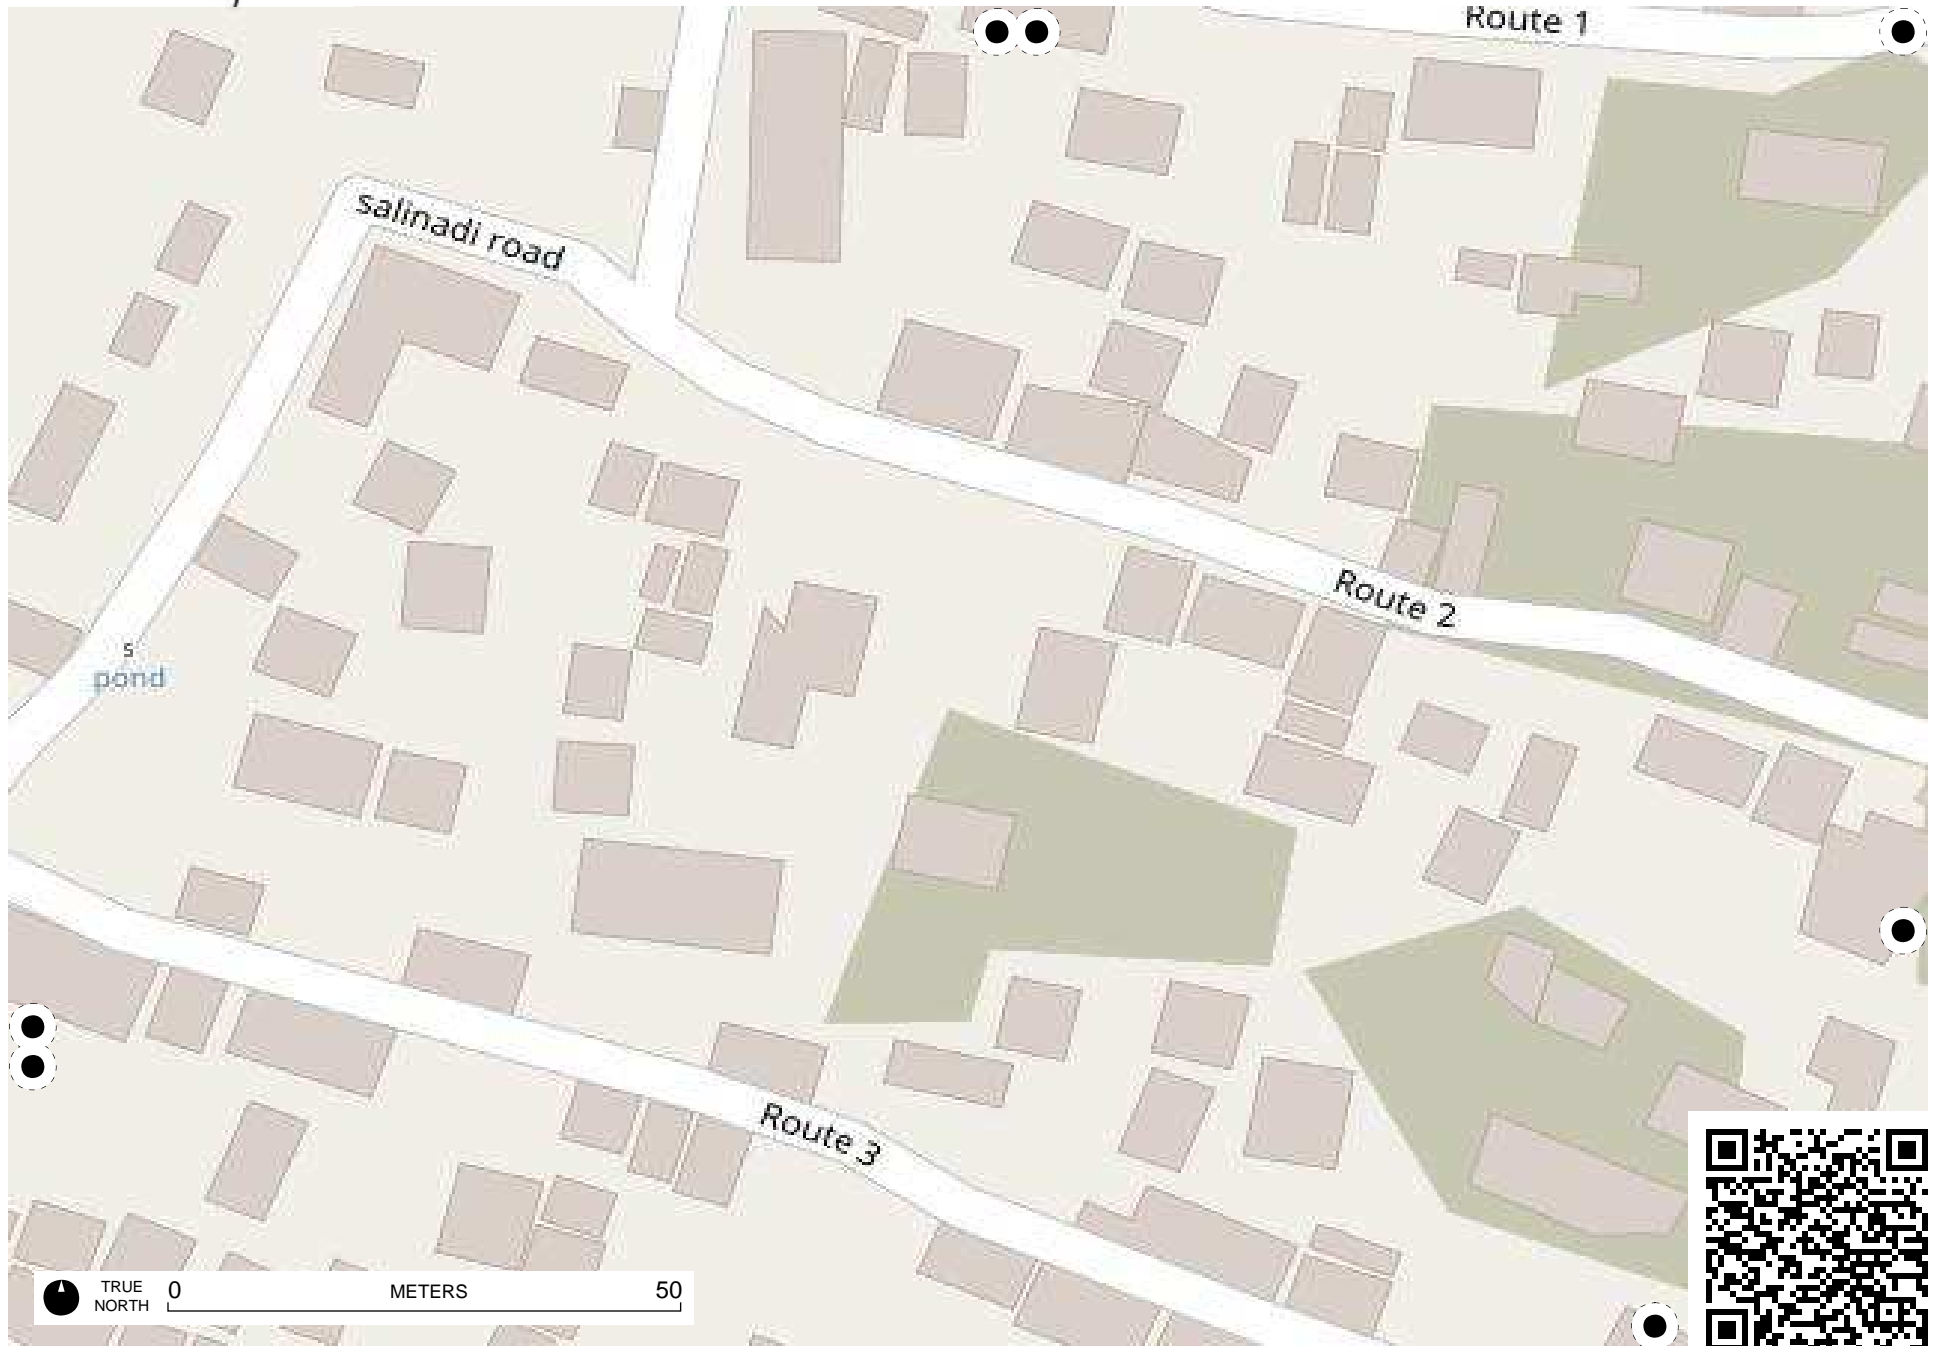 Route 1
salinadi road
Route 2
s
pond
Route 3
TRUE
NORTH
0 METERS 50